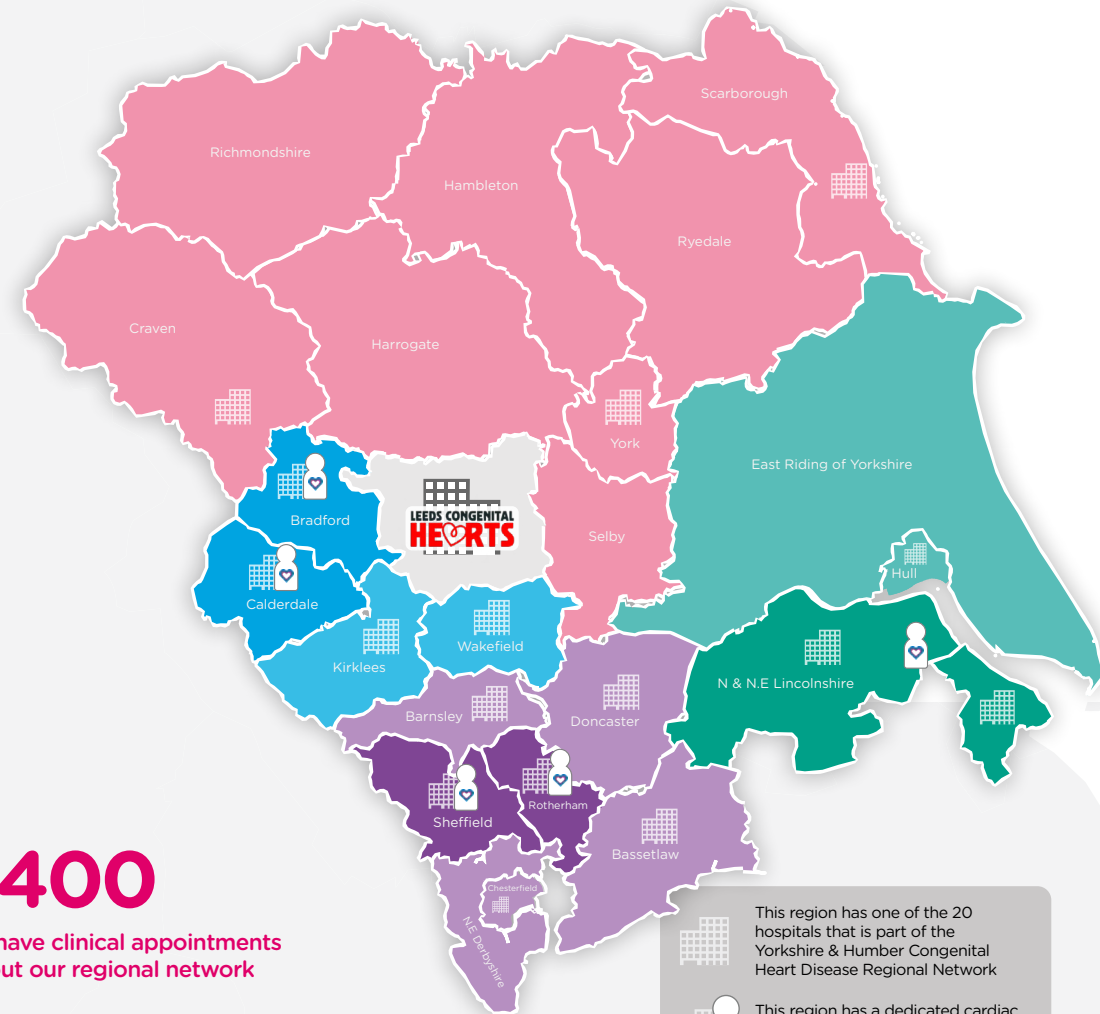 Scarborough
Richmondshire
Hambleton
Ryedale
Craven
Harrogate
York
East Riding of Yorkshire
Bradford
LEEDS CONGENITAL
HEARTS
Selby
Hull
Calderdale
Wakefield
Kirklees
N & N.E Lincolnshire
Barnsley
Doncaster
Rotherham
Sheffield
Bassetlaw
Chesterfield
N.E Derbyshire
400
have clinical appointments
ut our regional network
This region has one of the 20
hospitals that is part of the
Yorkshire & Humber Congenital
Heart Disease Regional Network
This region has a dedicated cardiac